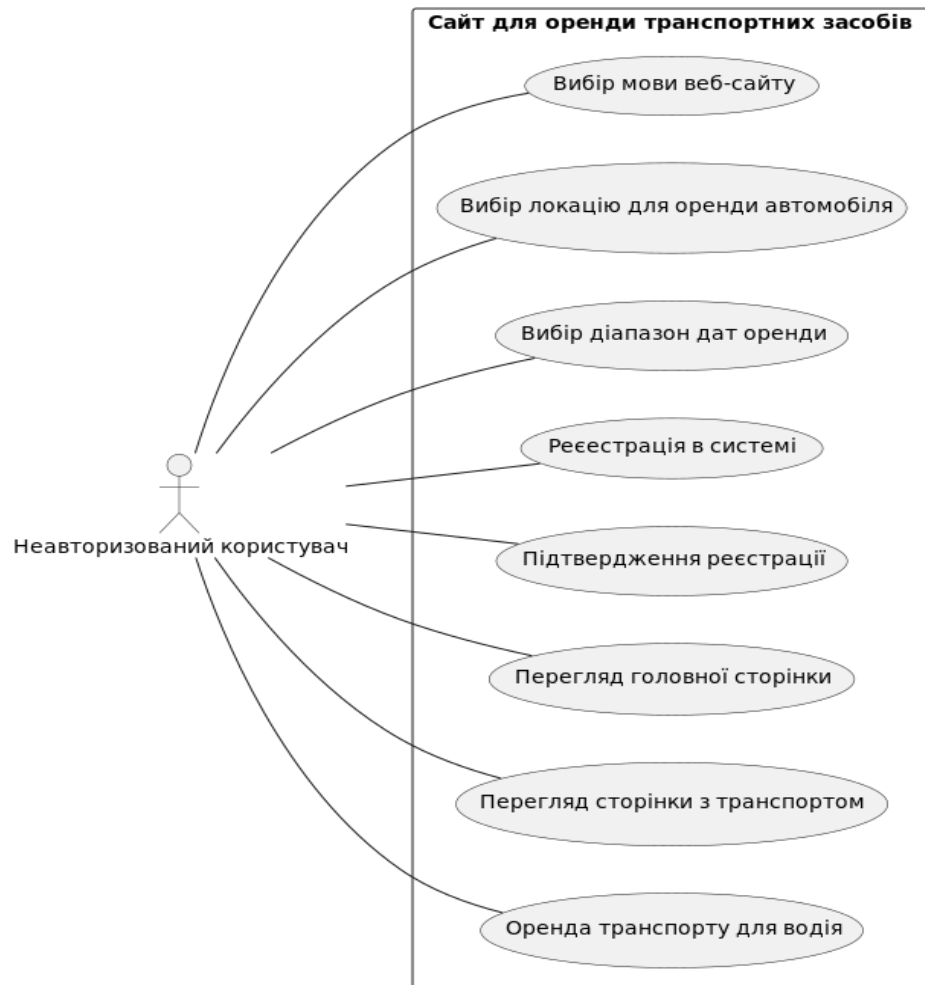 Сайт для оренди транспортних засобів
Вибір мови веб-сайту
Вибір локацію для оренди автомобіля
Вибір діапазон дат оренди
Реєестрація в системі
Неавторизований користувач
Підтвердження реєстрації
Перегляд головної сторінки
Перегляд сторінки з транспортом
Оренда транспорту для водія